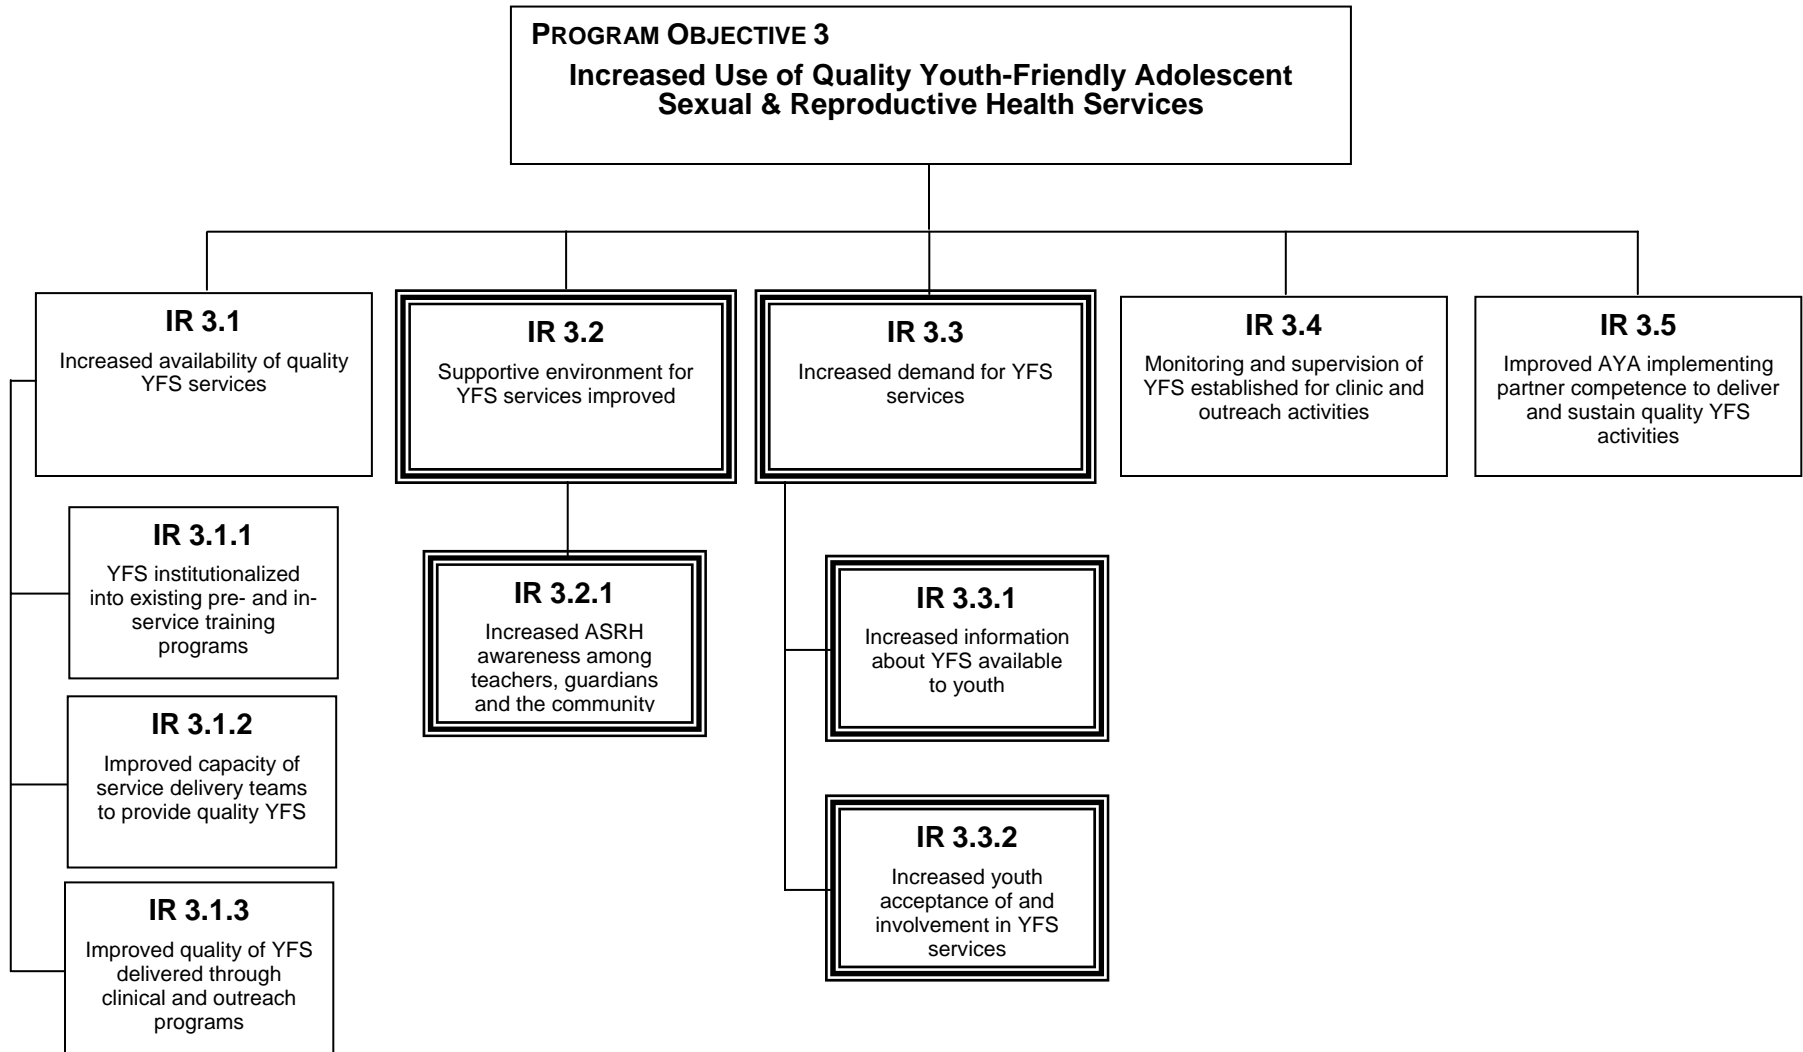 PROGRAM OBJECTIVE 3
Increased Use of Quality Youth-Friendly Adolescent
Sexual & Reproductive Health Services
IR 3.1
Increased availability of quality
YFS services
IR 3.2
Supportive environment for
YFS services improved
IR 3.3
Increased demand for YFS
services
IR 3.4
Monitoring and supervision of
YFS established for clinic and
outreach activities
IR 3.5
Improved AYA implementing
partner competence to deliver
and sustain quality YFS
activities
IR 3.1.1
YFS institutionalized
into existing pre- and in-
service training
programs
IR 3.1.2
Improved capacity of
service delivery teams
to provide quality YFS
IR 3.1.3
Improved quality of YFS
delivered through
clinical and outreach
programs
IR 3.2.1
Increased ASRH
awareness among
teachers, guardians
and the community
IR 3.3.1
Increased information
about YFS available
to youth
IR 3.3.2
Increased youth
acceptance of and
involvement in YFS
services